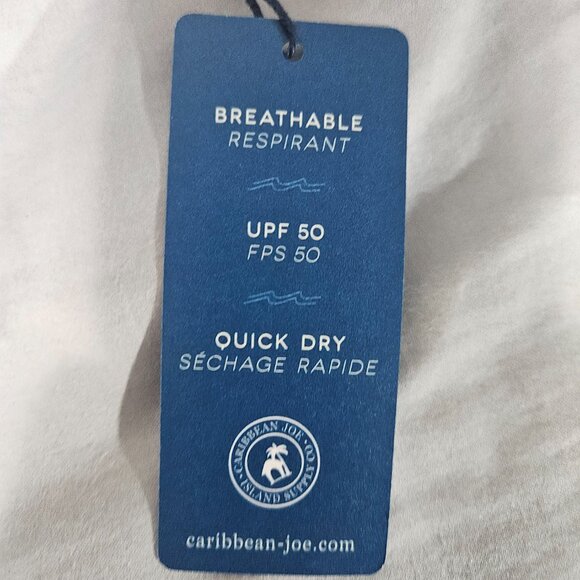 BREATHABLE
RESPIRANT
UPF 50
FPS 50
QUICK DRY
SÉCHAGE RAPIDE
CARIBBEAN JOE
ISLAND SUPPLY CO.
caribbean-joe.com